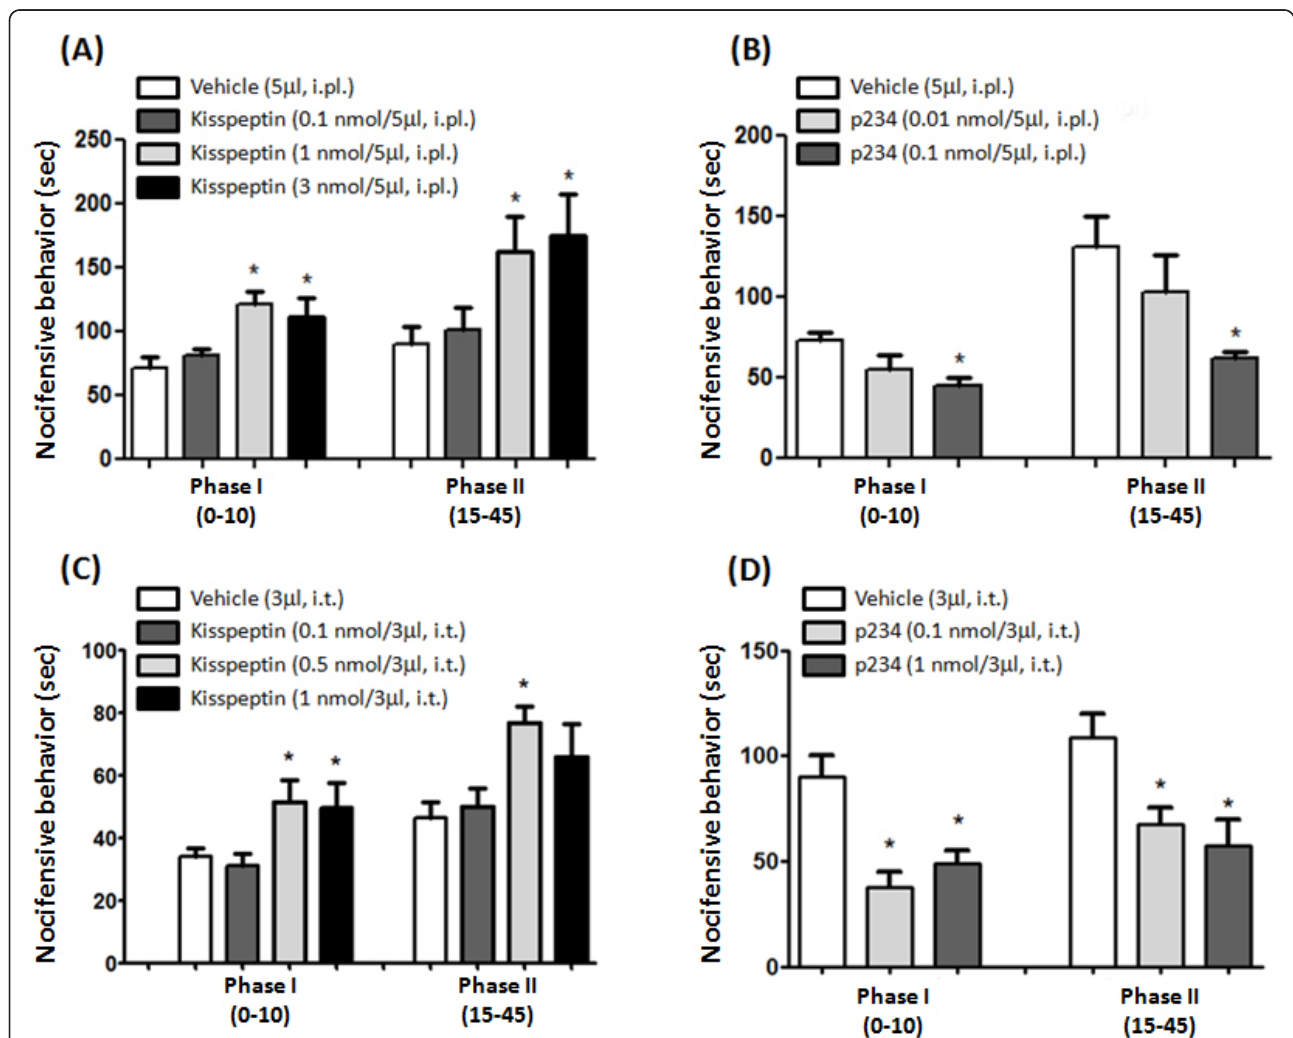 (A)
Vehicle (5µl, i.pl.)
Kisspeptin (0.1 nmol/5µl, i.pl.)
Kisspeptin (1 nmol/5µl, i.pl.)
Kisspeptin (3 nmol/5µl, i.pl.)
Nocifensive behavior (sec)
250
200
150
100
50
0
* * * *
Phase I Phase II
(0-10) (15-45)
(B)
Vehicle (5µl, i.pl.)
p234 (0.01 nmol/5µl, i.pl.)
p234 (0.1 nmol/5µl, i.pl.)
Nocifensive behavior (sec)
200
150
100
50
0
* *
Phase I Phase II
(0-10) (15-45)
(C)
Vehicle (3µl, i.t.)
Kisspeptin (0.1 nmol/3µl, i.t.)
Kisspeptin (0.5 nmol/3µl, i.t.)
Kisspeptin (1 nmol/3µl, i.t.)
Nocifensive behavior (sec)
100
80
60
40
20
0
* * *
Phase I Phase II
(0-10) (15-45)
(D)
Vehicle (3µl, i.t.)
p234 (0.1 nmol/3µl, i.t.)
p234 (1 nmol/3µl, i.t.)
Nocifensive behavior (sec)
150
100
50
0
* * * *
Phase I Phase II
(0-10) (15-45)